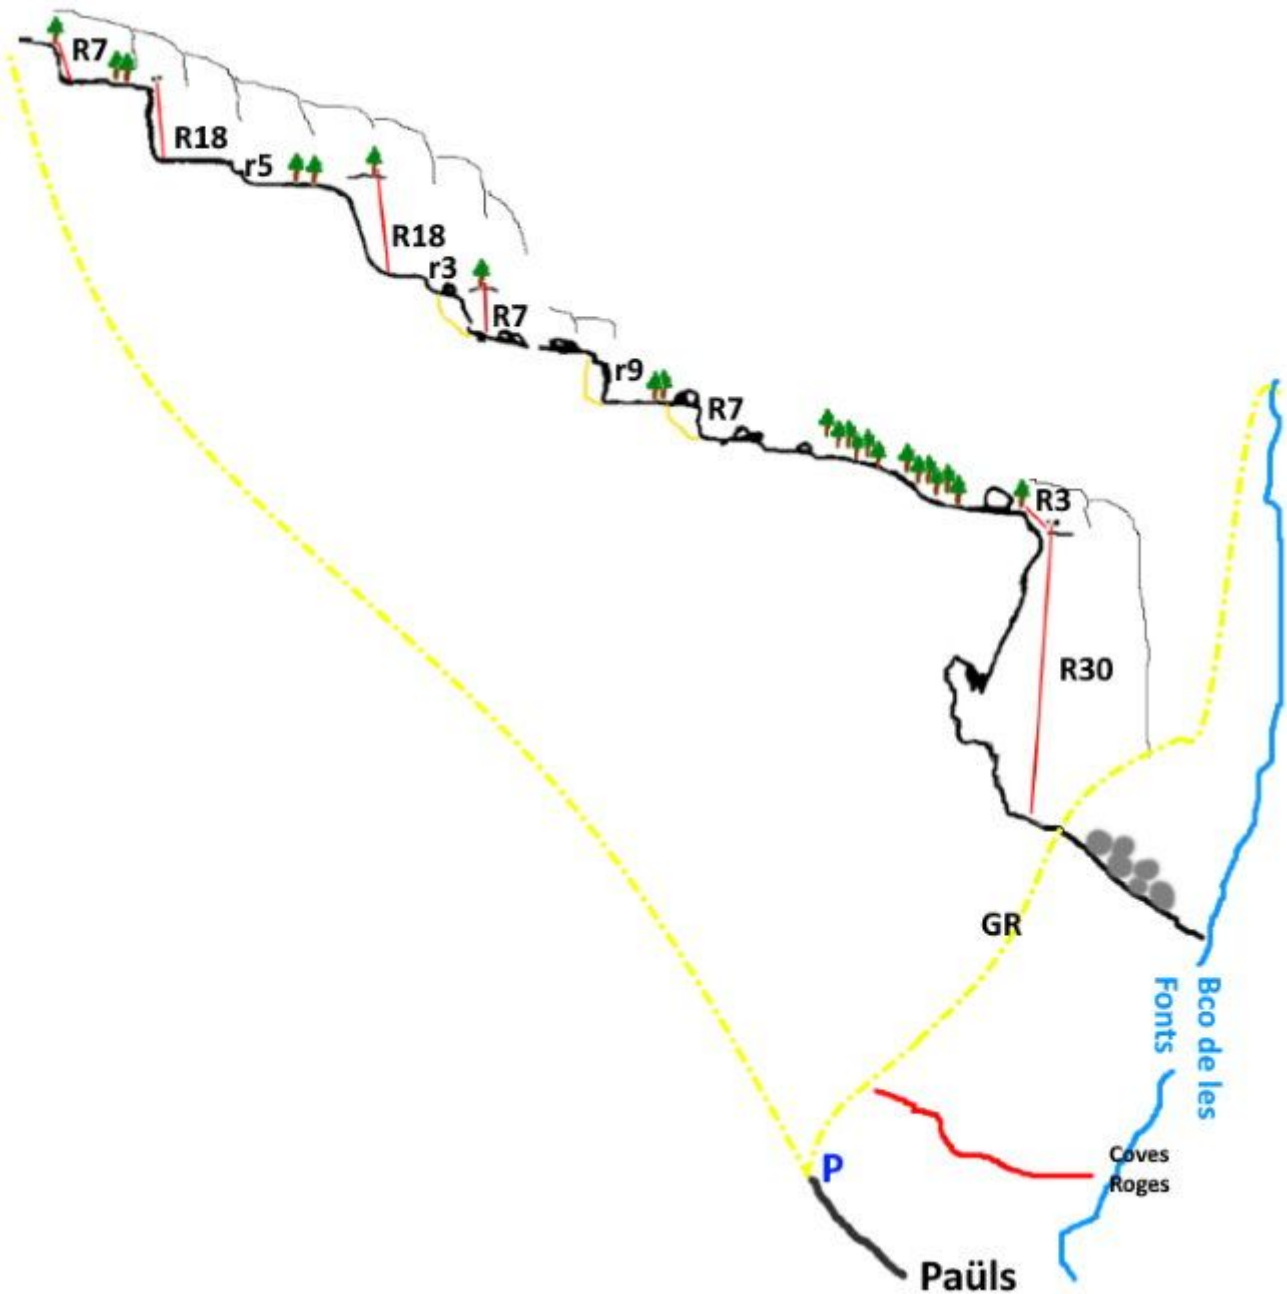 R7
R18
r5
R18
r3
R7
r9
R7
R3
R30
GR
Bco de les
Fonts
Coves
Roges
P
Paüls